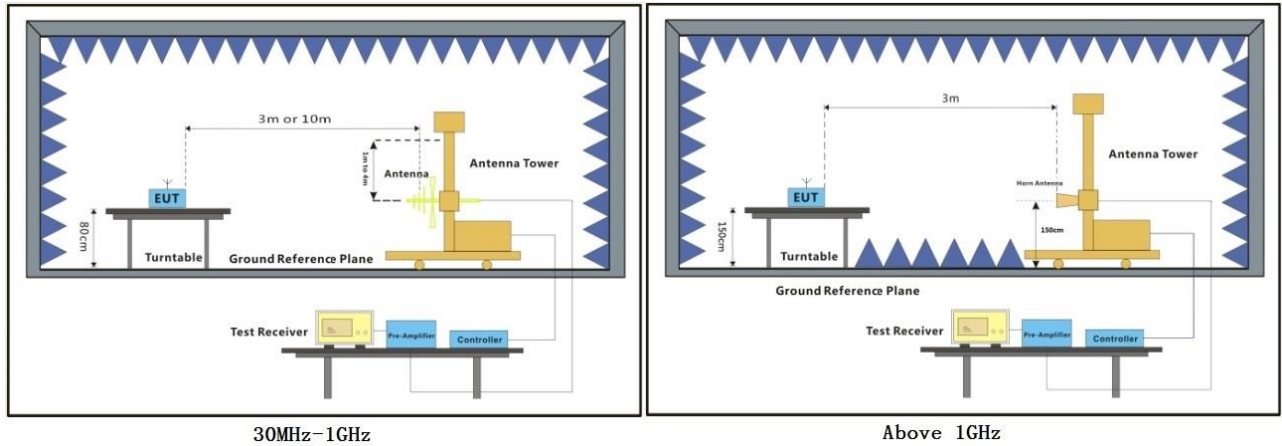 3m or 10m
1m to 4m
Antenna
Antenna Tower
EUT
80cm
Turntable
Ground Reference Plane
Test Receiver
Pre-Amplifier
Controller
30MHz-1GHz
3m
Antenna Tower
Horn Antenna
EUT
150cm
150cm
Turntable
Ground Reference Plane
Test Receiver
Pre-Amplifier
Controller
Above 1GHz